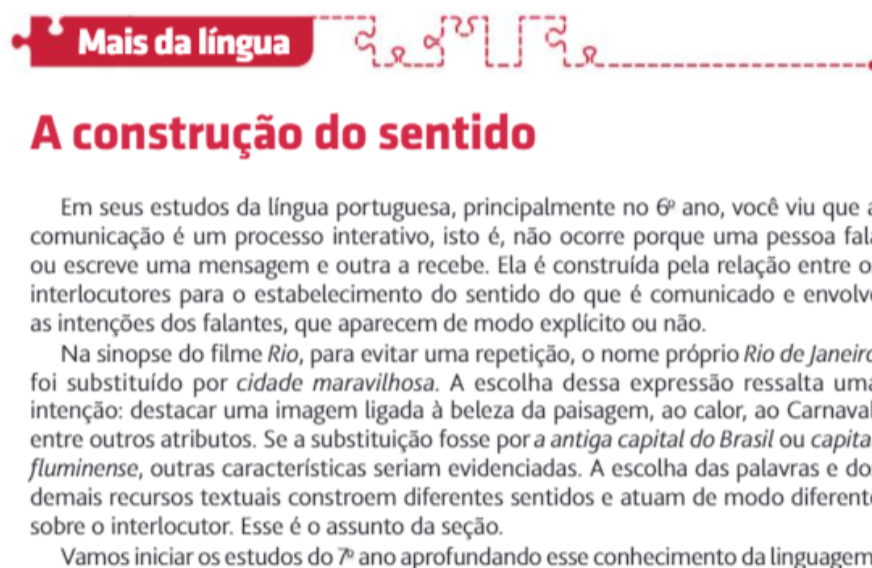 Mais da língua
A construção do sentido
Em seus estudos da língua portuguesa, principalmente no 6º ano, você viu que a
comunicação é um processo interativo, isto é, não ocorre porque uma pessoa fala
ou escreve uma mensagem e outra a recebe. Ela é construída pela relação entre os
interlocutores para o estabelecimento do sentido do que é comunicado e envolve
as intenções dos falantes, que aparecem de modo explícito ou não.
Na sinopse do filme Rio, para evitar uma repetição, o nome próprio Rio de Janeiro
foi substituído por cidade maravilhosa. A escolha dessa expressão ressalta uma
intenção: destacar uma imagem ligada à beleza da paisagem, ao calor, ao Carnaval
entre outros atributos. Se a substituição fosse por a antiga capital do Brasil ou capital
fluminense, outras características seriam evidenciadas. A escolha das palavras e dos
demais recursos textuais constroem diferentes sentidos e atuam de modo diferente
sobre o interlocutor. Esse é o assunto da seção.
Vamos iniciar os estudos do 7º ano aprofundando esse conhecimento da linguagem